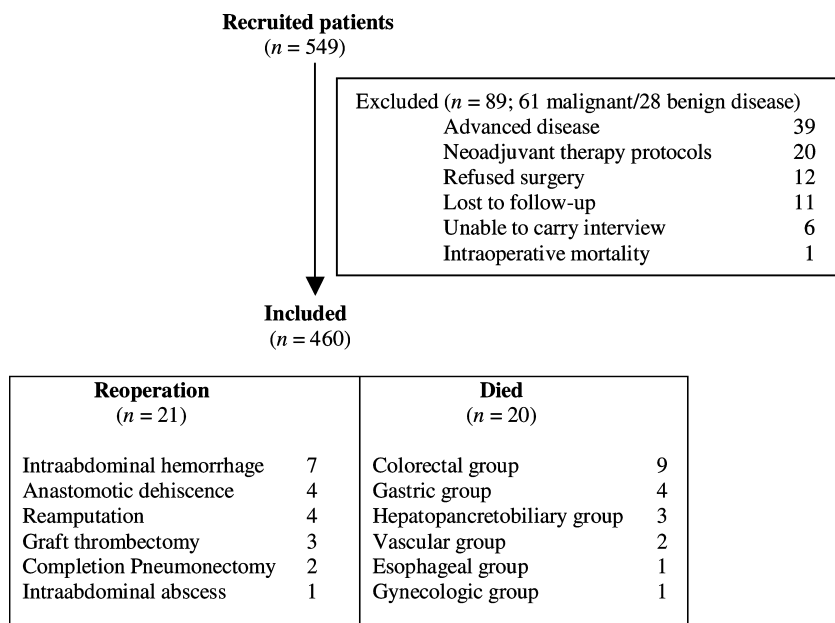 Recruited patients
(n = 549)
Excluded (n = 89; 61 malignant/28 benign disease)
Advanced disease 39
Neoadjuvant therapy protocols 20
Refused surgery 12
Lost to follow-up 11
Unable to carry interview 6
Intraoperative mortality 1
Included
(n = 460)
Reoperation
(n = 21)
Intraabdominal hemorrhage 7
Anastomotic dehiscence 4
Reamputation 4
Graft thrombectomy 3
Completion Pneumonectomy 2
Intraabdominal abscess 1
Died
(n = 20)
Colorectal group 9
Gastric group 4
Hepatopancretobiliary group 3
Vascular group 2
Esophageal group 1
Gynecologic group 1